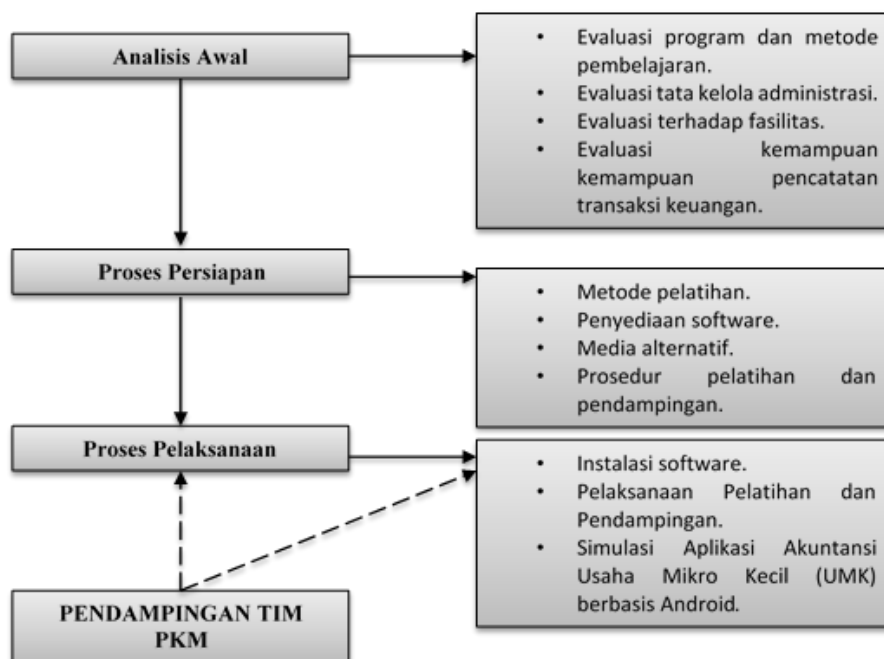 Analisis Awal
• Evaluasi program dan metode
pembelajaran.
• Evaluasi tata kelola administrasi.
• Evaluasi terhadap fasilitas.
• Evaluasi kemampuan
kemampuan pencatatan
transaksi keuangan.
Proses Persiapan
• Metode pelatihan.
• Penyediaan software.
• Media alternatif.
• Prosedur pelatihan dan
pendampingan.
Proses Pelaksanaan
• Instalasi software.
• Pelaksanaan Pelatihan dan
Pendampingan.
• Simulasi Aplikasi Akuntansi
Usaha Mikro Kecil (UMK)
berbasis Android.
PENDAMPINGAN TIM
PKM